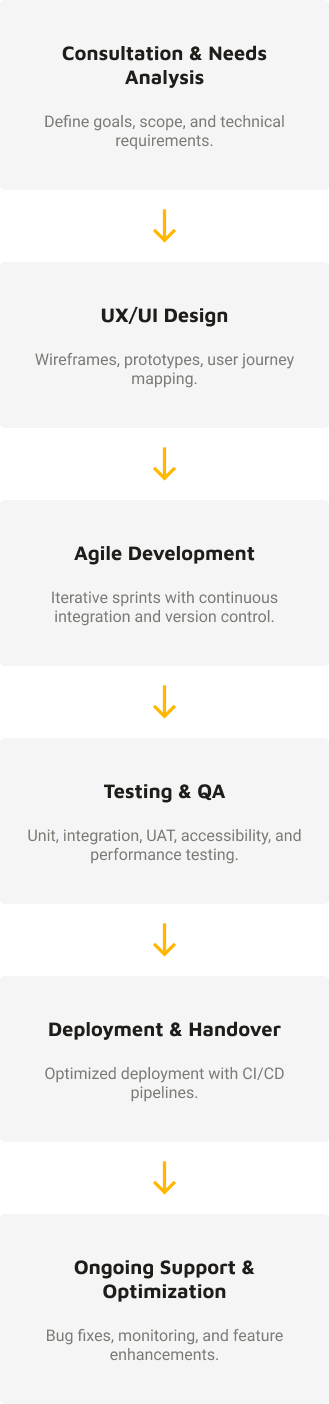 Consultation & Needs
Analysis
Define goals, scope, and technical
requirements.
UX/UI Design
Wireframes, prototypes, user journey
mapping.
Agile Development
Iterative sprints with continuous
integration and version control.
Testing & QA
Unit, integration, UAT, accessibility, and
performance testing.
Deployment & Handover
Optimized deployment with CI/CD
pipelines.
Ongoing Support &
Optimization
Bug fixes, monitoring, and feature
enhancements.